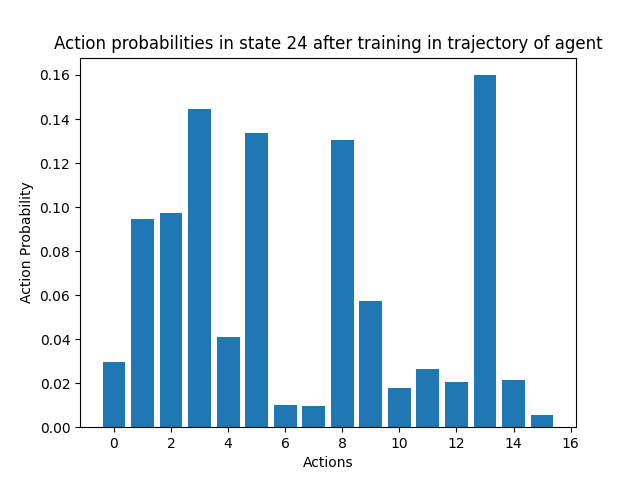 Action probabilities in state 24 after training in trajectory of agent
0.16
0.14
0.12
0.10
0.08
0.06
0.04
0.02
0.00
Action Probability
0 2 4 6 8 10 12 14 16
Actions